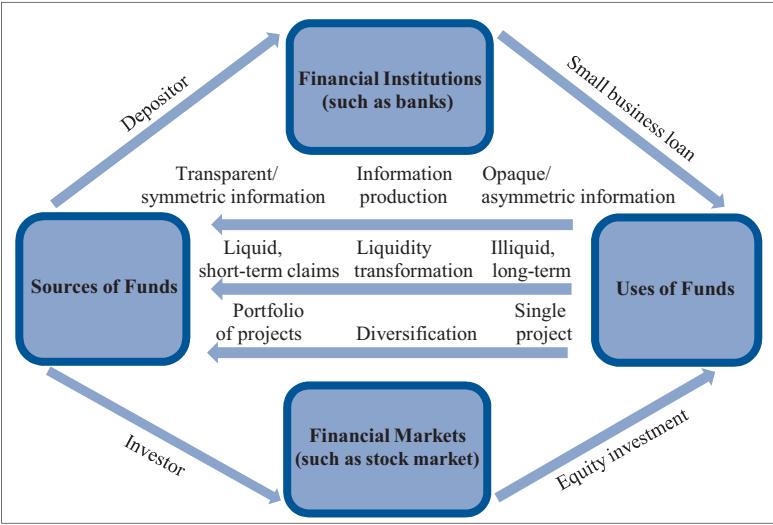 Financial Institutions
(such as banks)
Depositor
Small business loan
Transparent/
symmetric information
Information
production
Opaque/
asymmetric information
Sources of Funds
Liquid,
short-term claims
Liquidity
transformation
Illiquid,
long-term
Uses of Funds
Portfolio
of projects
Diversification
Single
project
Investor
Financial Markets
(such as stock market)
Equity investment